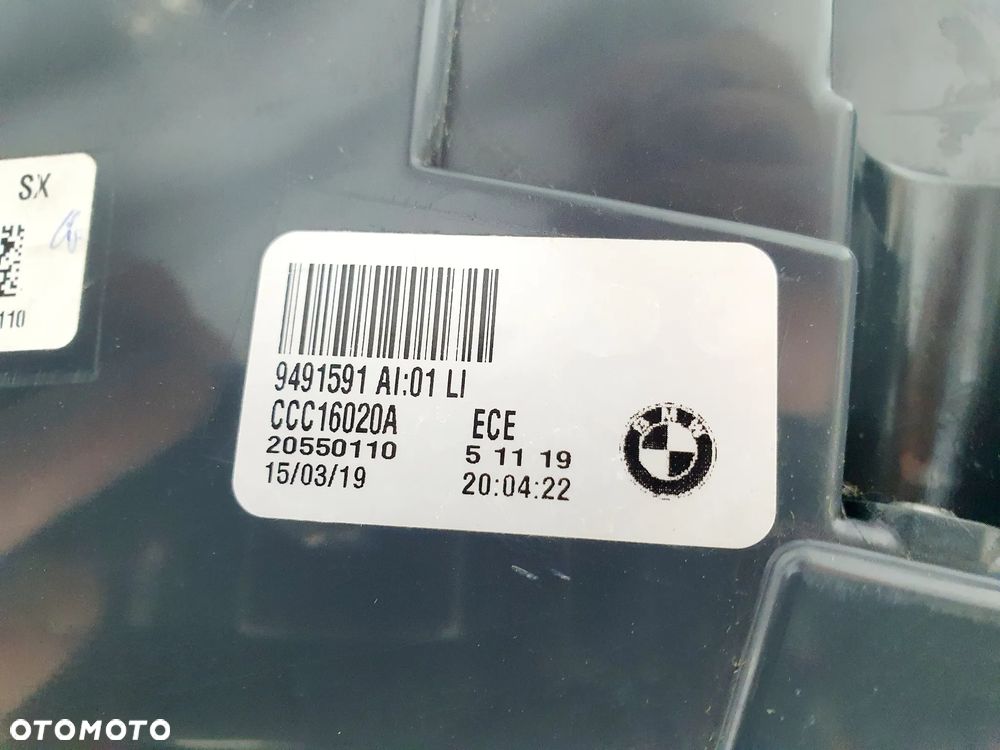 SX
110
9491591 AI:01 LI
CCC16020A ECE
20550110 5 11 19
15/03/19 20:04:22
BMW
OTOMOTO